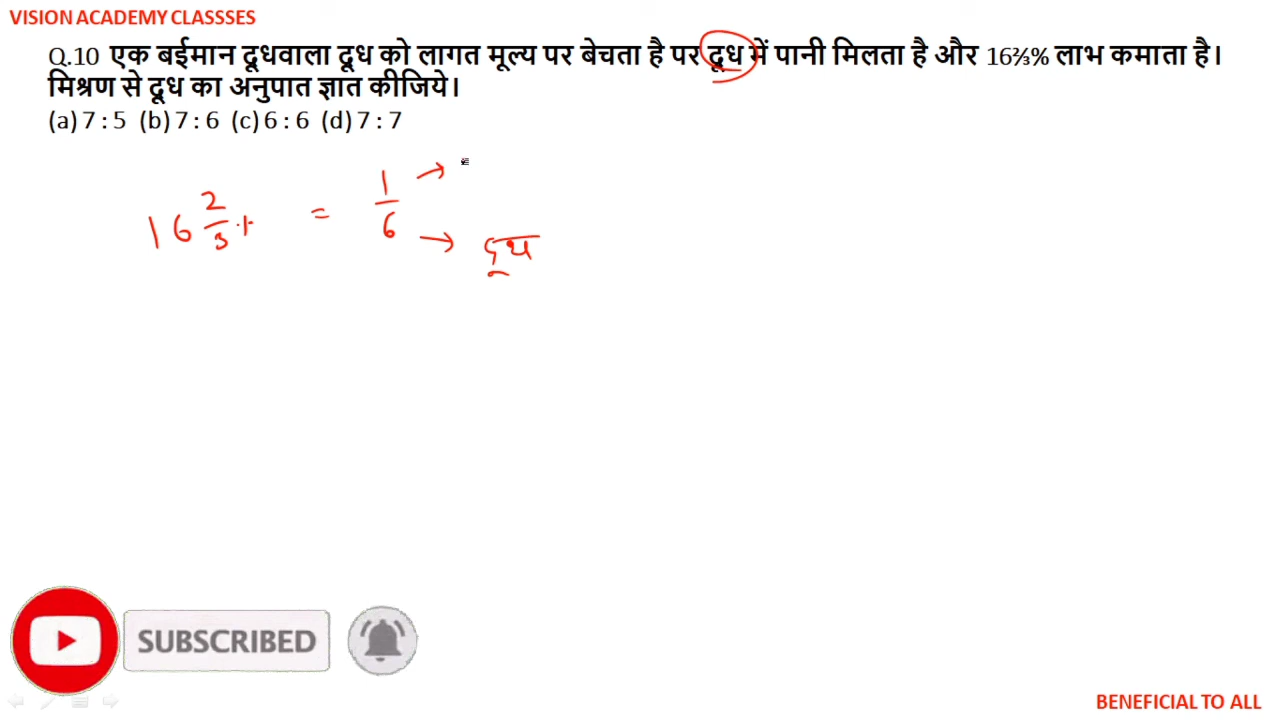 VISION ACADEMY CLASSSES
Q.10 एक बईमान दूधवाला दूध को लागत मूल्य पर बेचता है पर दूध में पानी मिलता है और 16⅔% लाभ कमाता है।
मिश्रण से दूध का अनुपात ज्ञात कीजिये।
(a) 7 : 5 (b) 7 : 6 (c) 6 : 6 (d) 7 : 7
16 2/3 % = 1/6 →
→ दूध
SUBSCRIBED
BENEFICIAL TO ALL